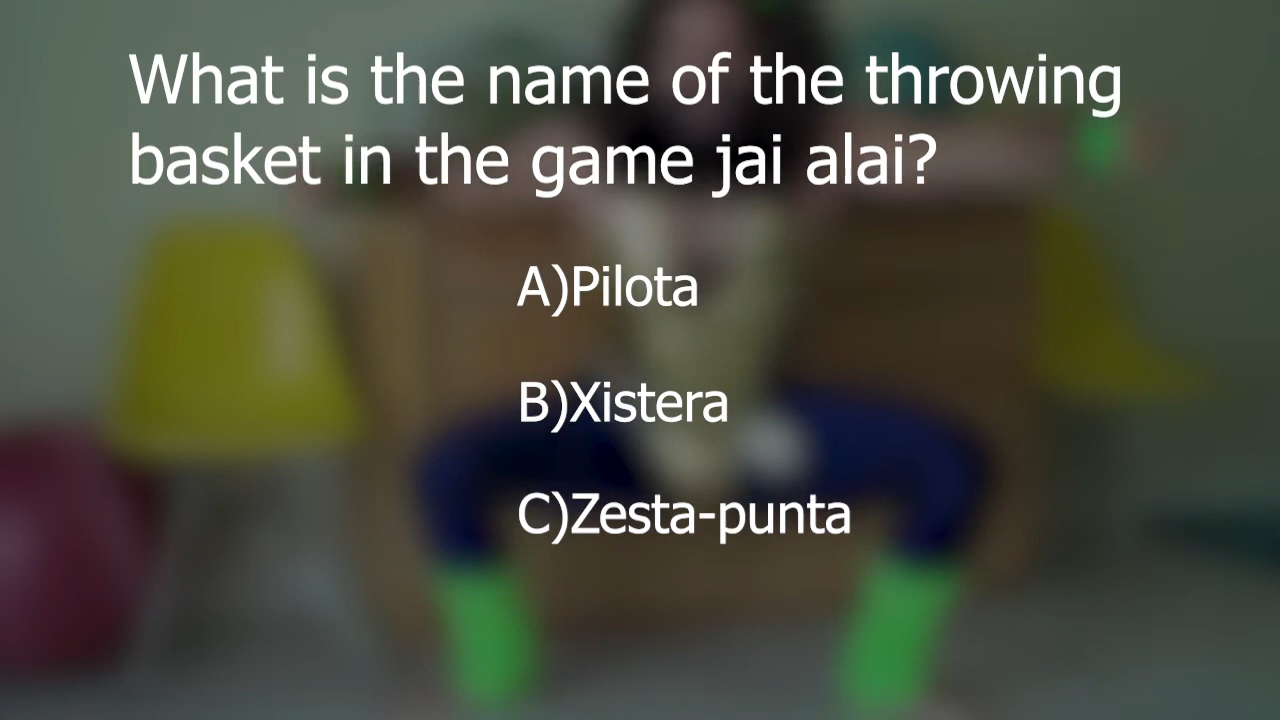 What is the name of the throwing
basket in the game jai alai?
A)Pilota
B)Xistera
C)Zesta-punta